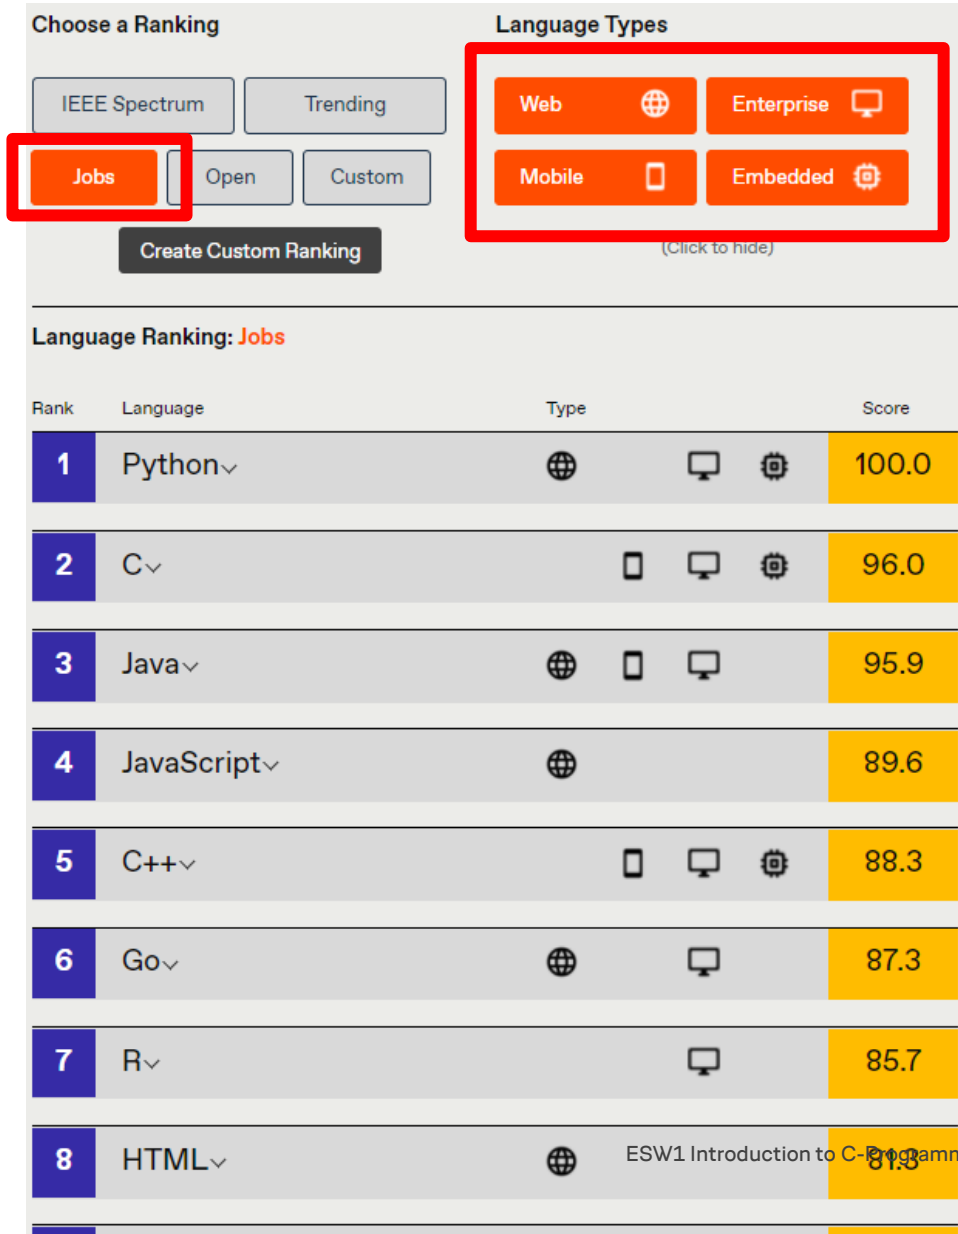 Choose a Ranking
Language Types
IEEE Spectrum
Trending
Web
Enterprise
Jobs
Open
Custom
Mobile
Embedded
Create Custom Ranking
(Click to hide)
Language Ranking: Jobs
Rank Language Type Score
1 Python 100.0
2 C 96.0
3 Java 95.9
4 JavaScript 89.6
5 C++ 88.3
6 Go 87.3
7 R 85.7
8 HTML 81.3
ESW1 Introduction to C-Programm